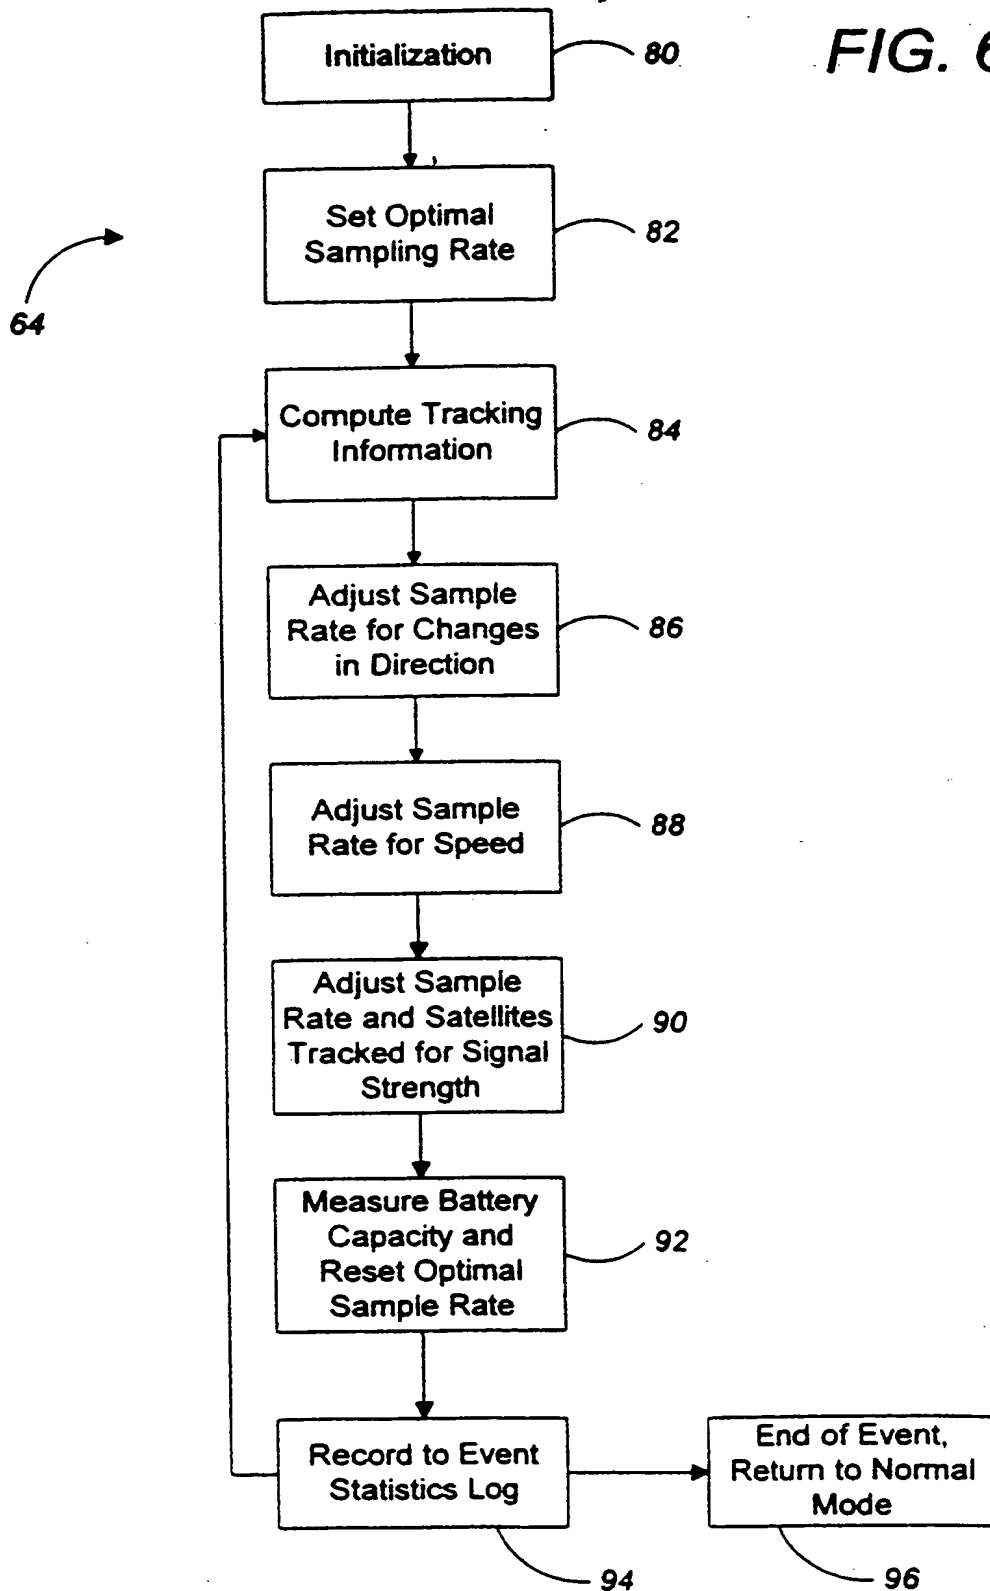 FIG. 6
Initialization
80
Set Optimal
Sampling Rate
82
64
Compute Tracking
Information
84
Adjust Sample
Rate for Changes
in Direction
86
Adjust Sample
Rate for Speed
88
Adjust Sample
Rate and Satellites
Tracked for Signal
Strength
90
Measure Battery
Capacity and
Reset Optimal
Sample Rate
92
Record to Event
Statistics Log
94
End of Event,
Return to Normal
Mode
96